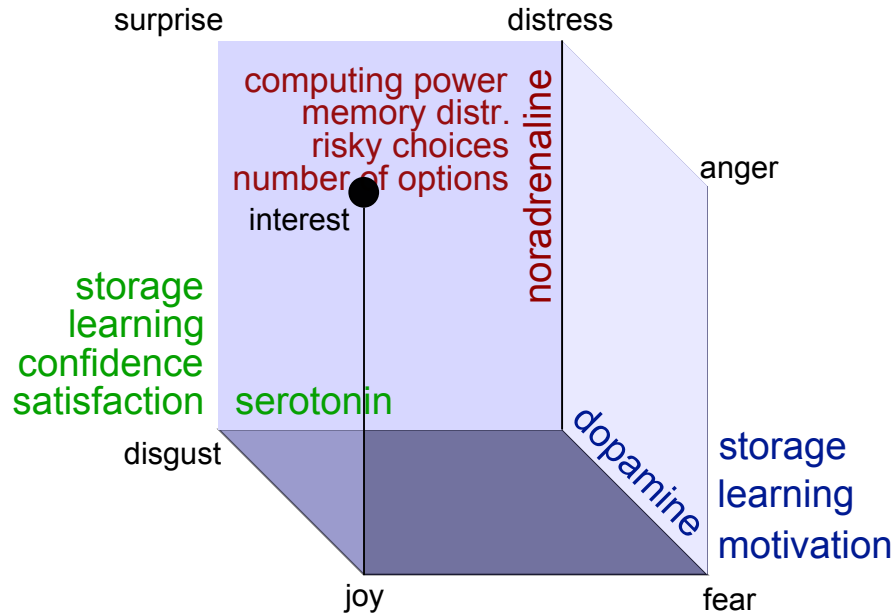 surprise
distress
computing power
memory distr.
risky choices
number of options
noradrenaline
anger
interest
storage
learning
confidence
satisfaction
serotonin
disgust
dopamine
storage
learning
motivation
joy
fear